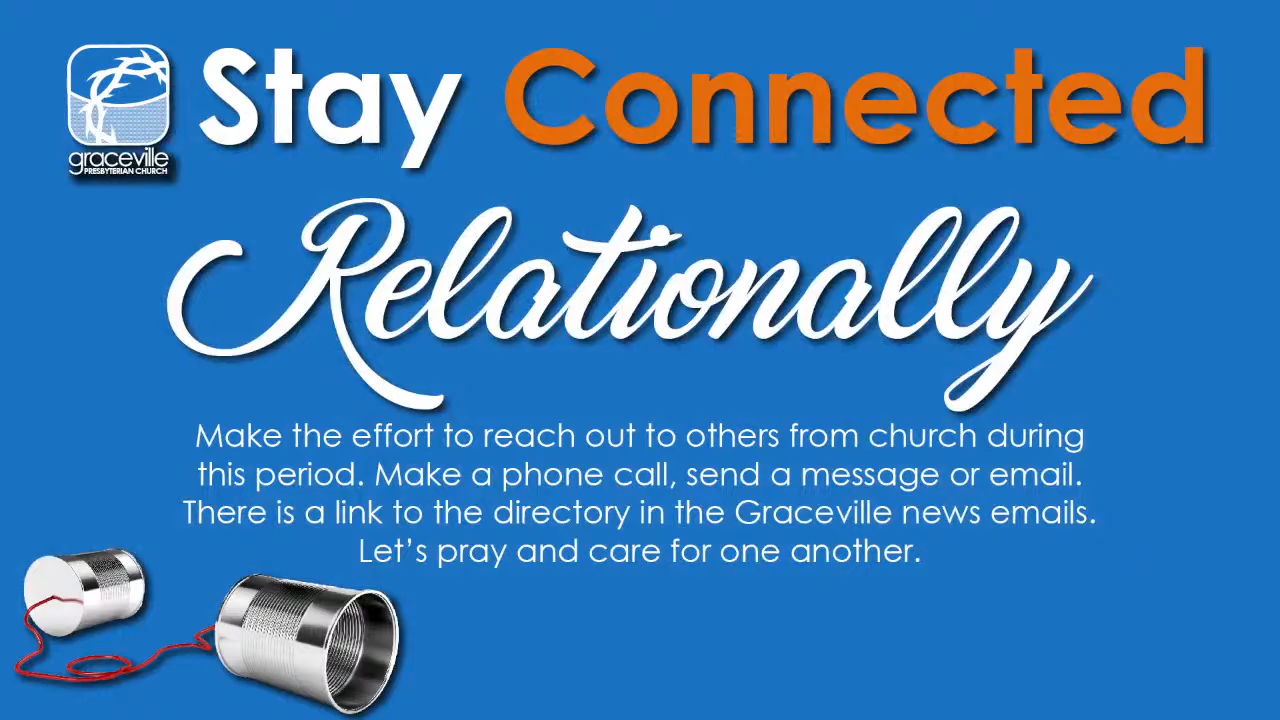 Stay Connected
graceville
PRESBYTERIAN CHURCH
Relationally
Make the effort to reach out to others from church during
this period. Make a phone call, send a message or email.
There is a link to the directory in the Graceville news emails.
Let’s pray and care for one another.